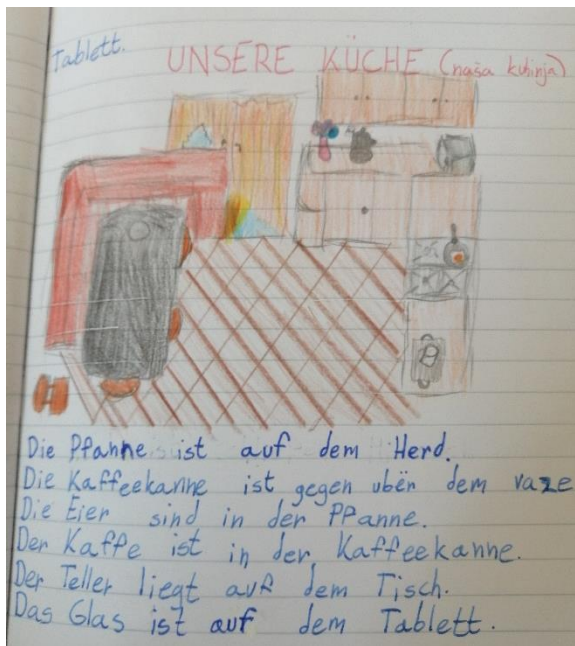 Tablett.
UNSERE KÜCHE (naša kuhinja)
Die Pfanne ist auf dem Herd.
Die Kaffeekanne ist gegen ubër dem vaze
Die Eier sind in der PPanne.
Der Kaffe ist in der Kaffeekanne.
Der Teller liegt auf dem Tisch.
Das Glas ist auf dem Tablett.